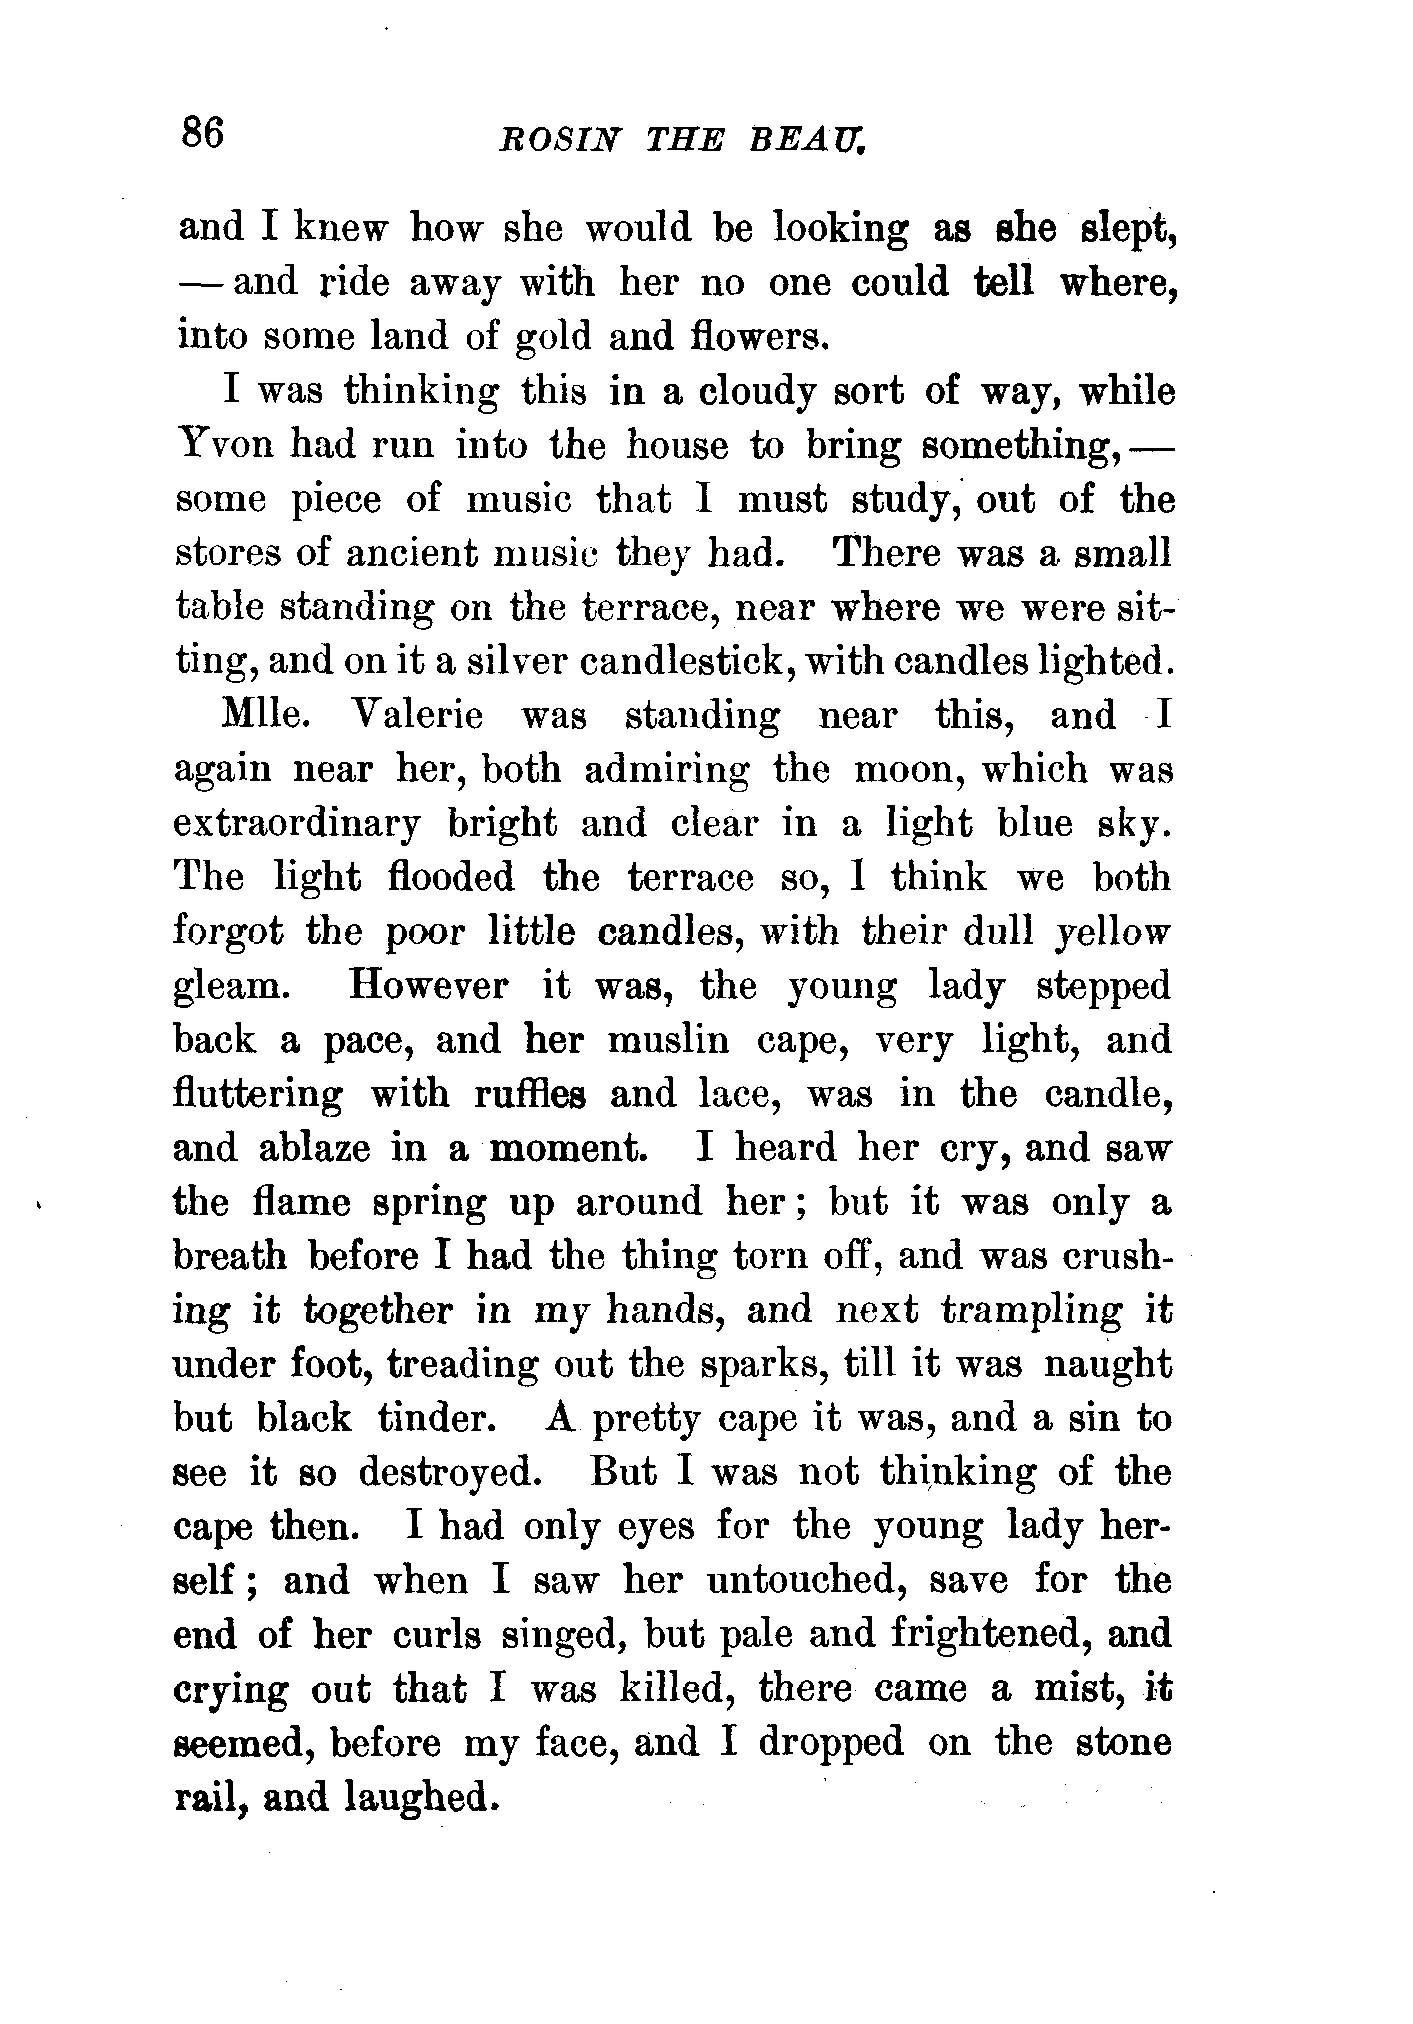 86
ROSIN THE BEAU.
and I knew how she would be looking as she slept,
— and ride away with her no one could tell where,
into some land of gold and flowers.
I was thinking this in a cloudy sort of way, while
Yvon had run into the house to bring something,—
some piece of music that I must study, out of the
stores of ancient music they had. There was a small
table standing on the terrace, near where we were sit-
ting, and on it a silver candlestick, with candles lighted.
Mlle. Valerie was standing near this, and I
again near her, both admiring the moon, which was
extraordinary bright and clear in a light blue sky.
The light flooded the terrace so, I think we both
forgot the poor little candles, with their dull yellow
gleam. However it was, the young lady stepped
back a pace, and her muslin cape, very light, and
fluttering with ruffles and lace, was in the candle,
and ablaze in a moment. I heard her cry, and saw
the flame spring up around her; but it was only a
breath before I had the thing torn off, and was crush-
ing it together in my hands, and next trampling it
under foot, treading out the sparks, till it was naught
but black tinder. A pretty cape it was, and a sin to
see it so destroyed. But I was not thinking of the
cape then. I had only eyes for the young lady her-
self; and when I saw her untouched, save for the
end of her curls singed, but pale and frightened, and
crying out that I was killed, there came a mist, it
seemed, before my face, and I dropped on the stone
rail, and laughed.